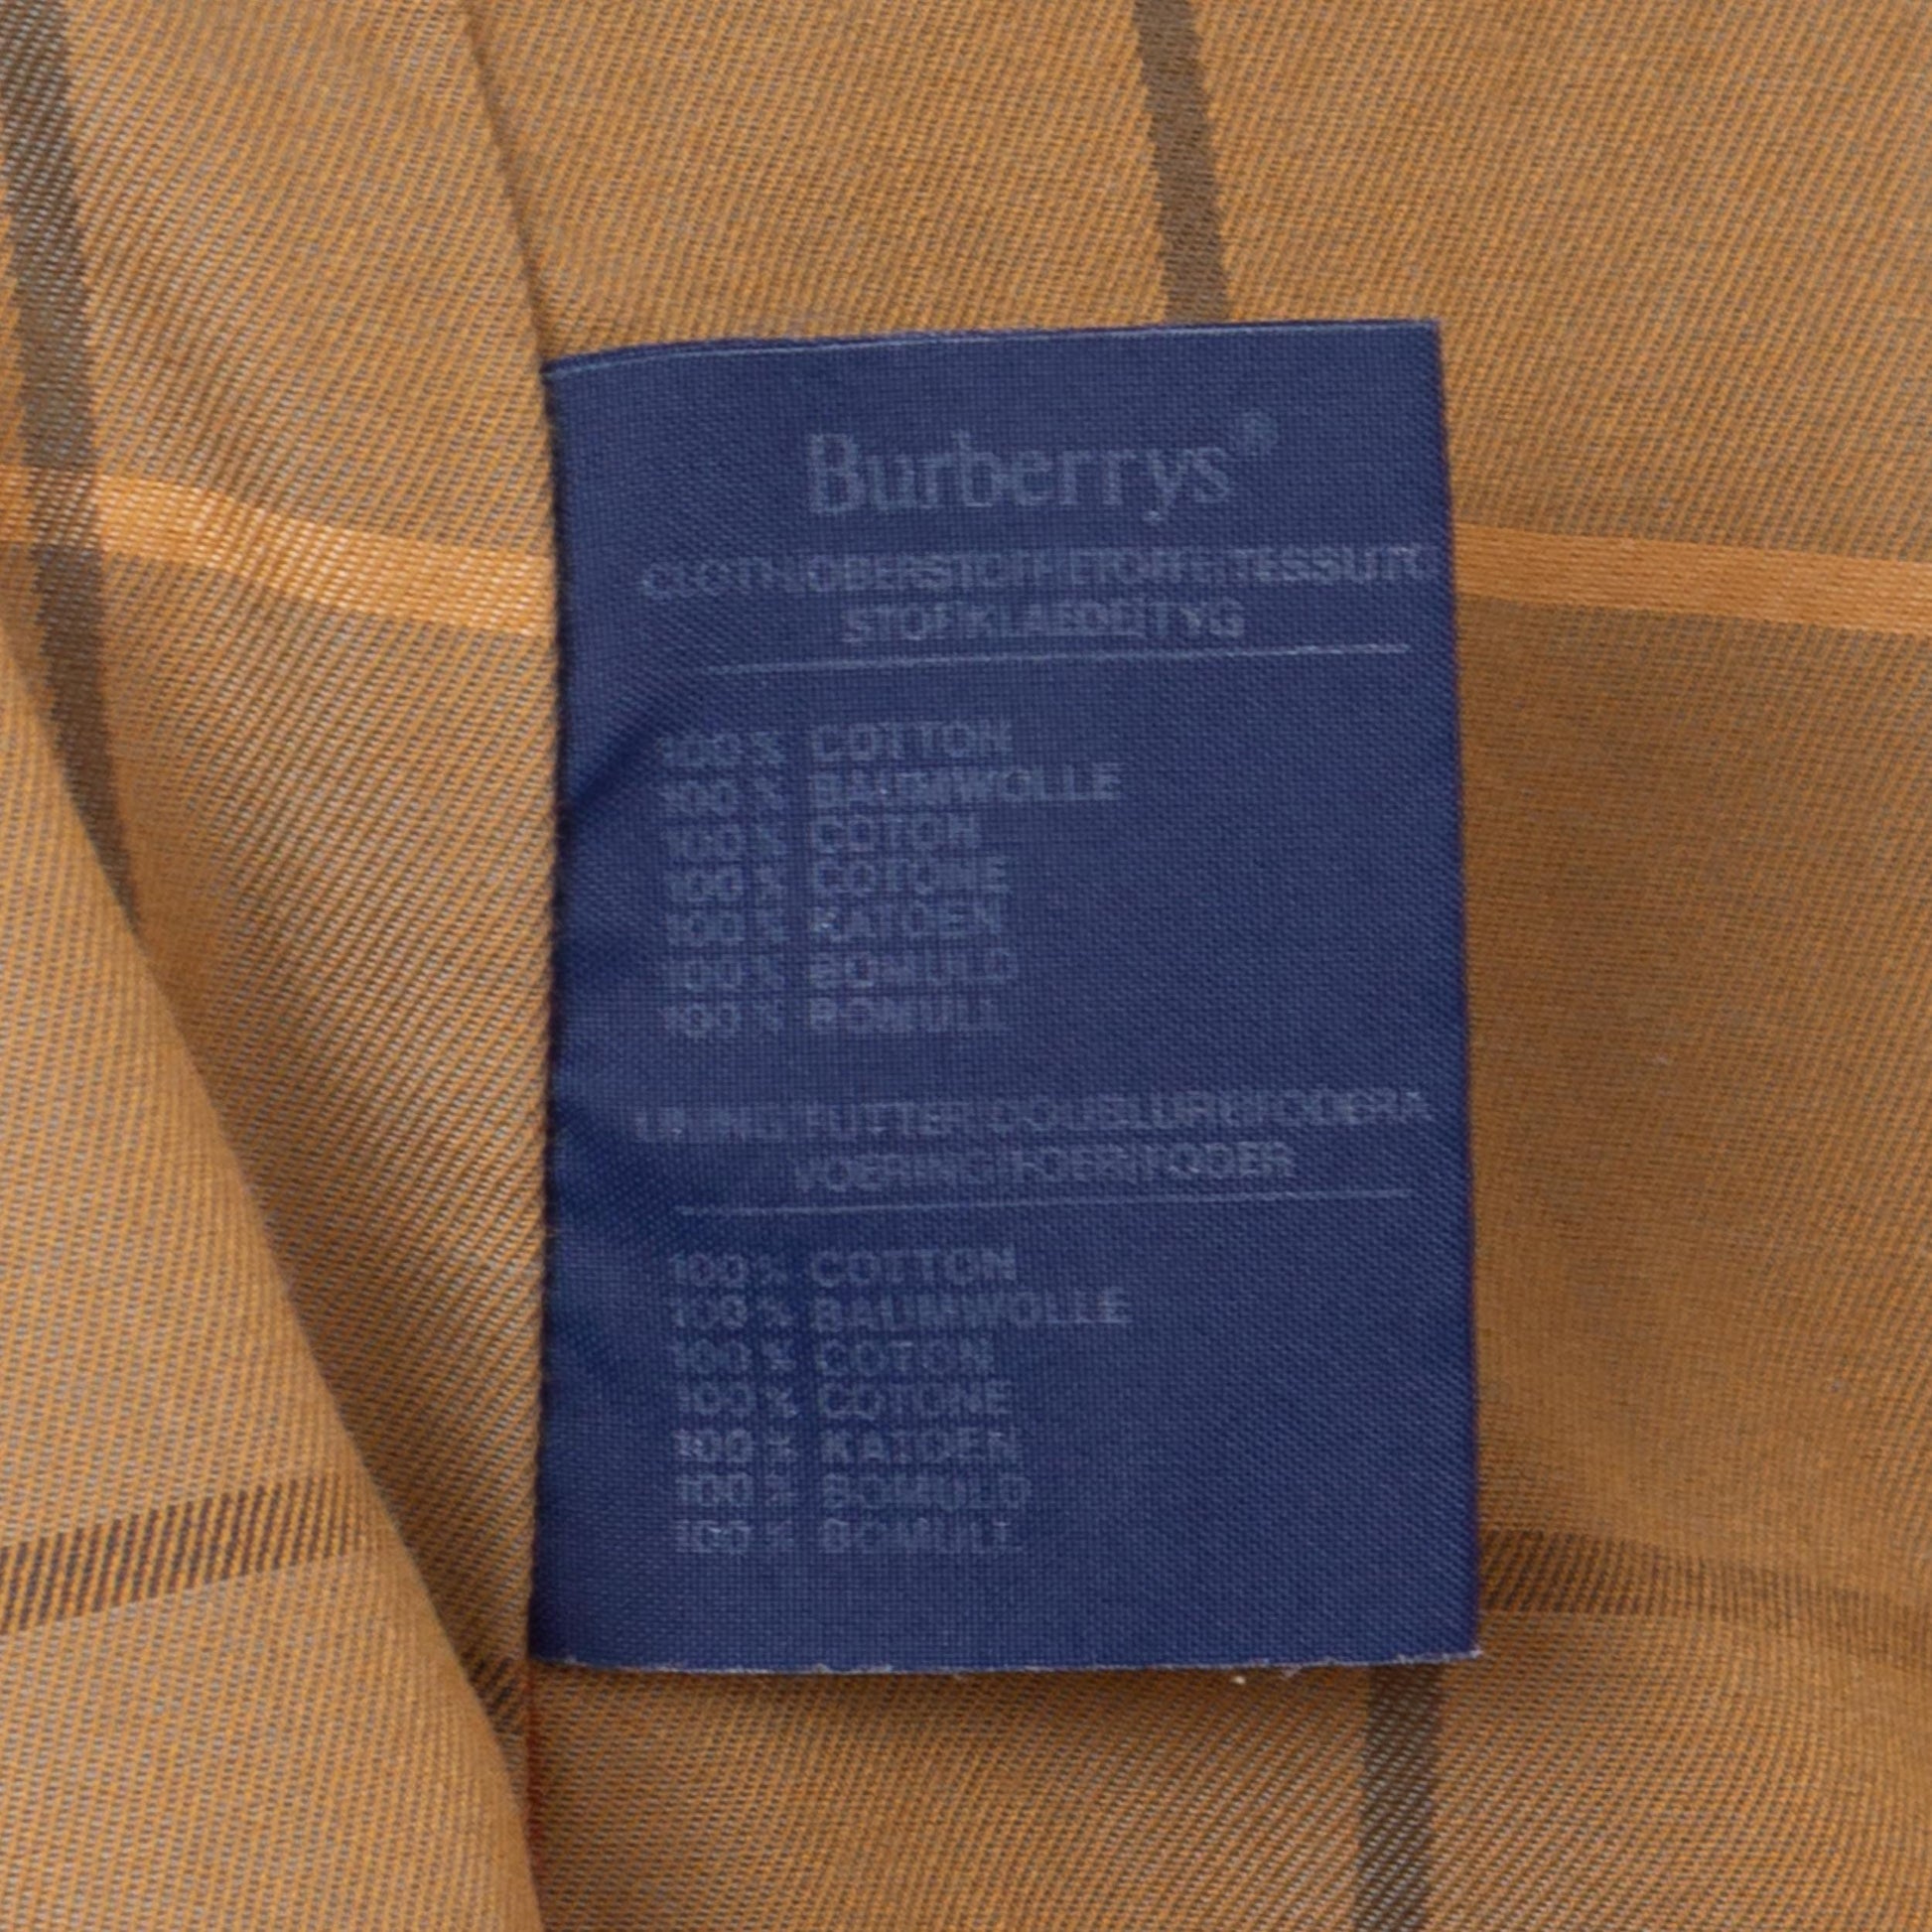 Burberrys®
CLOTH/OBERSTOFF/ETOFFE/TESSUTO
STOF/KLAEDE/TYG
100% COTTON
100% BAUMWOLLE
100% COTON
100% COTONE
100% KATOEN
100% BOMULD
100% BOMULL
LINING/FUTTER/DOUBLURE/FODERA
VOERING/FOER/FODER
100% COTTON
100% BAUMWOLLE
100% COTON
100% COTONE
100% KATOEN
100% BOMULD
100% BOMULL